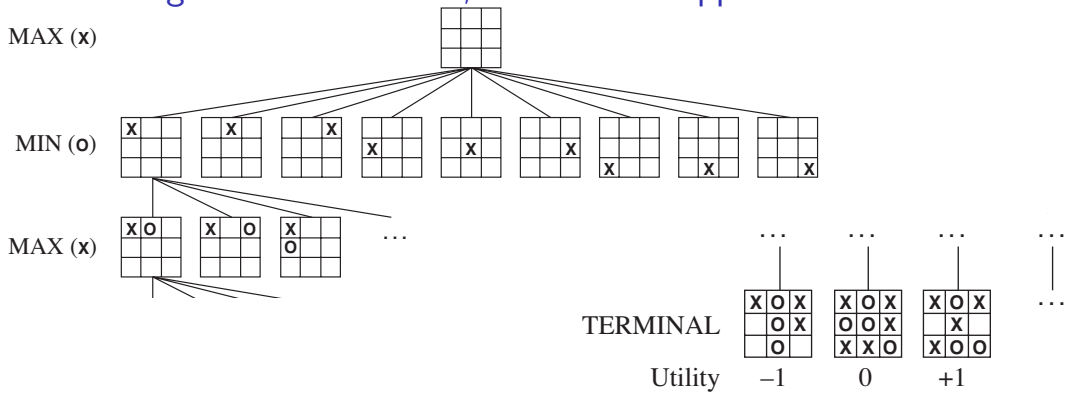 MAX (x)
MIN (o)
X X X X X X X X X
MAX (x)
X O X O X
O
...
... ... ... ...
X O X X O X X O X
O X O O X X
O X X O X O O
...
TERMINAL
Utility –1 0 +1